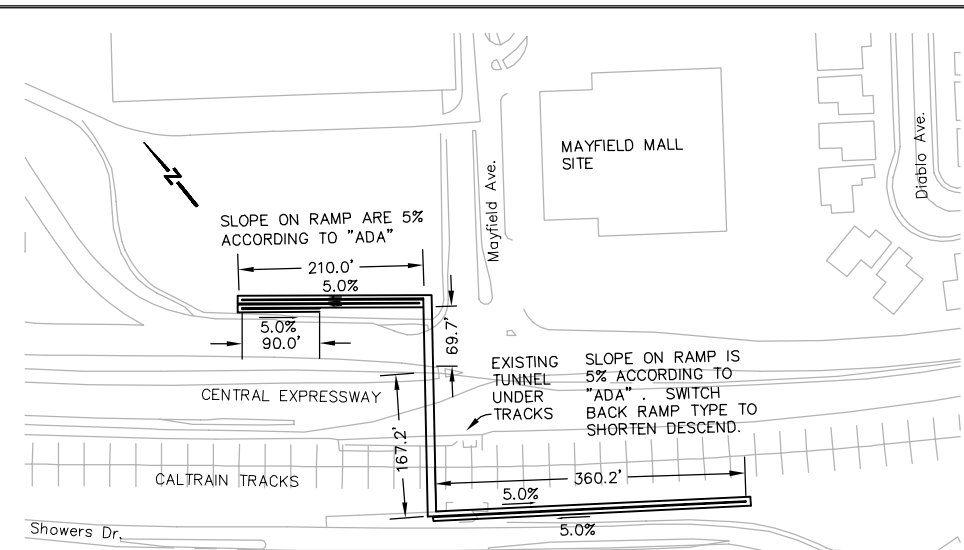 MAYFIELD MALL
SITE
Diablo Ave.
Mayfield Ave.
N
SLOPE ON RAMP ARE 5%
ACCORDING TO "ADA"
210.0'
5.0%
5.0%
90.0'
69.7'
CENTRAL EXPRESSWAY
EXISTING
TUNNEL
UNDER
TRACKS
SLOPE ON RAMP IS
5% ACCORDING TO
"ADA" . SWITCH
BACK RAMP TYPE TO
SHORTEN DESCEND.
167.2'
CALTRAIN TRACKS
360.2'
5.0%
5.0%
Showers Dr.